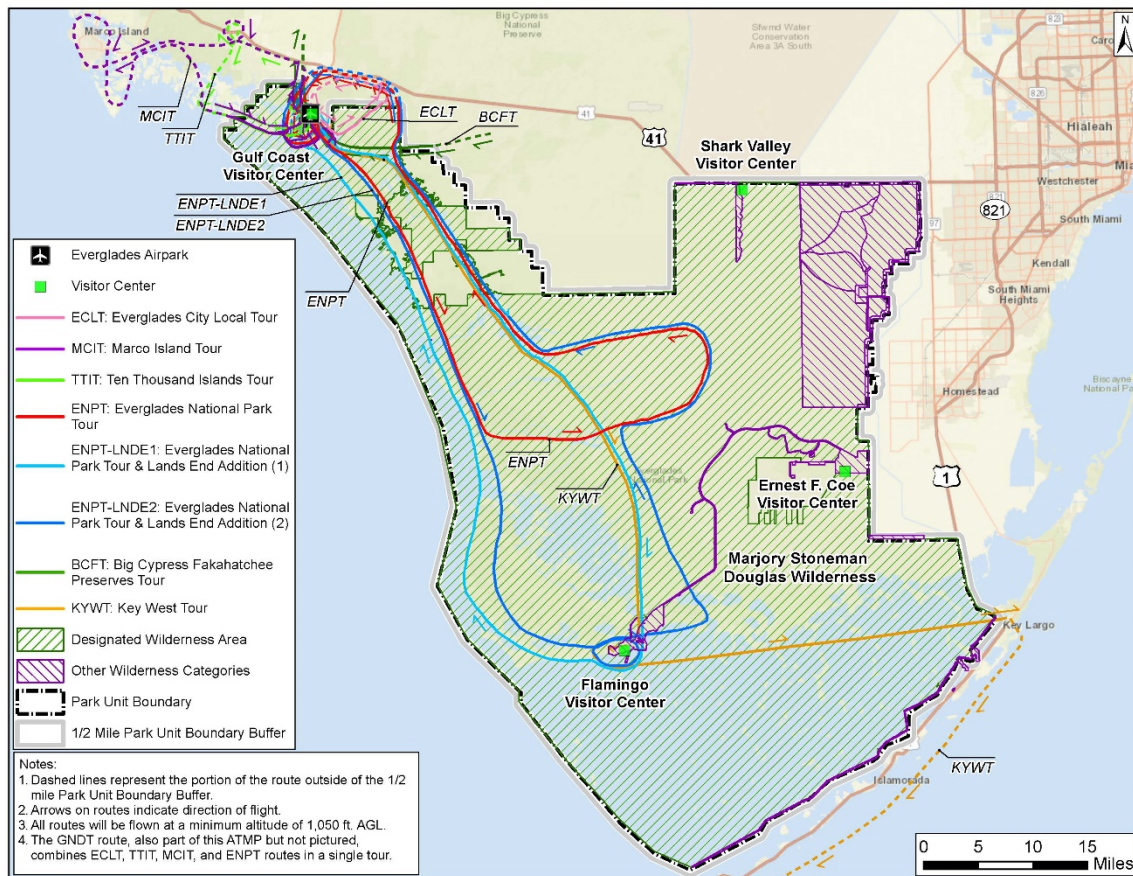 Marco Island
Big Cypress
National
Preserve
Sfwmd Water
Conservation
Area 3A South
823
826
N
MCIT
TTIT
ECLT
BCFT
41
41
Hialeah
821
Gulf Coast
Visitor Center
Shark Valley
Visitor Center
Westchester
97
821
South Miami
ENPT-LNDE1
ENPT-LNDE2
Kendall
ENPT
South Miami
Heights
Everglades Airpark
Visitor Center
ECLT: Everglades City Local Tour
MCIT: Marco Island Tour
TTIT: Ten Thousand Islands Tour
ENPT: Everglades National Park
Tour
ENPT-LNDE1: Everglades National
Park Tour & Lands End Addition (1)
ENPT-LNDE2: Everglades National
Park Tour & Lands End Addition (2)
BCFT: Big Cypress Fakahatchee
Preserves Tour
KYWT: Key West Tour
Designated Wilderness Area
Other Wilderness Categories
Park Unit Boundary
1/2 Mile Park Unit Boundary Buffer
Homestead
ENPT
KYWT
Everglades
National Park
1
Ernest F. Coe
Visitor Center
Marjory Stoneman
Douglas Wilderness
Key Largo
Flamingo
Visitor Center
KYWT
Islamorada
Notes:
1. Dashed lines represent the portion of the route outside of the 1/2
mile Park Unit Boundary Buffer.
2. Arrows on routes indicate direction of flight.
3. All routes will be flown at a minimum altitude of 1,050 ft. AGL.
4. The GNDT route, also part of this ATMP but not pictured,
combines ECLT, TTIT, MCIT, and ENPT routes in a single tour.
0 5 10 15
Miles